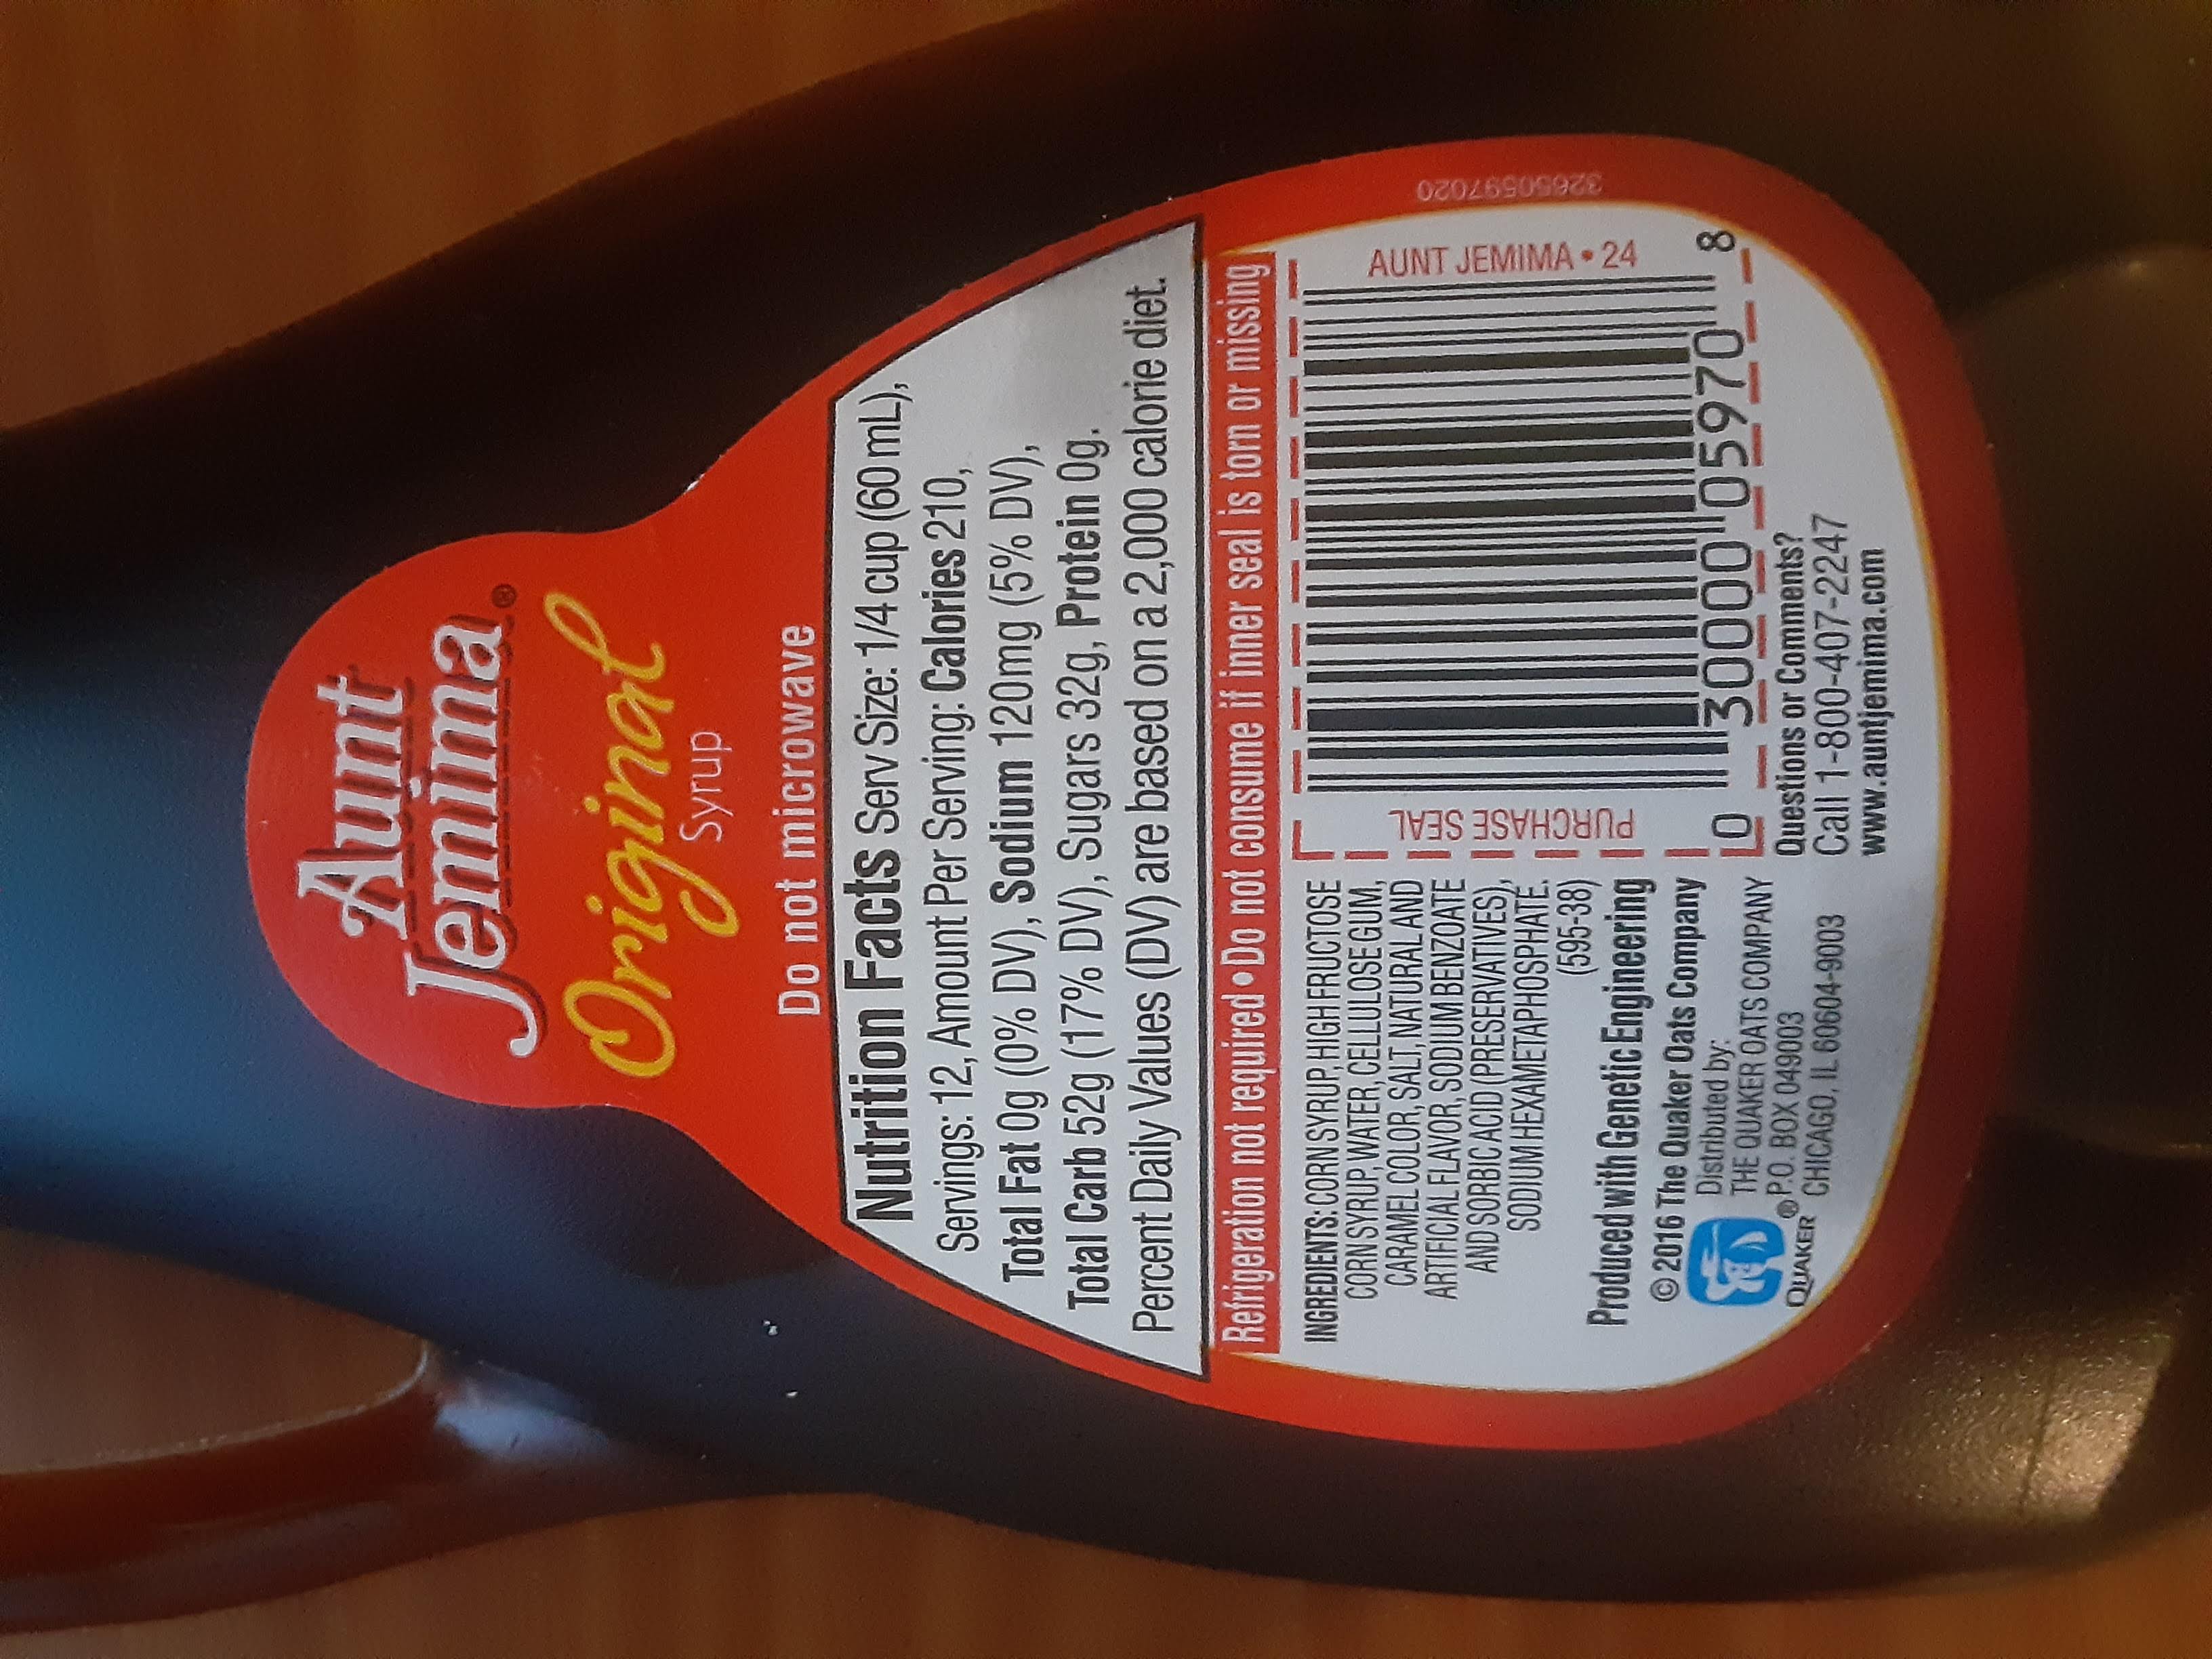 Aunt
Jemima®
Original
Syrup
Do not microwave
Nutrition Facts Serv Size: 1/4 cup (60 mL),
Servings: 12, Amount Per Serving: Calories 210,
Total Fat 0g (0% DV), Sodium 120mg (5% DV),
Total Carb 52g (17% DV), Sugars 32g, Protein 0g.
Percent Daily Values (DV) are based on a 2,000 calorie diet.
Refrigeration not required • Do not consume if inner seal is torn or missing
INGREDIENTS: CORN SYRUP, HIGH FRUCTOSE
CORN SYRUP, WATER, CELLULOSE GUM,
CARAMEL COLOR, SALT, NATURAL AND
ARTIFICIAL FLAVOR, SODIUM BENZOATE
AND SORBIC ACID (PRESERVATIVES),
SODIUM HEXAMETAPHOSPHATE.
(595-38)
Produced with Genetic Engineering
© 2016 The Quaker Oats Company
Distributed by:
THE QUAKER OATS COMPANY
P.O. BOX 049003
CHICAGO, IL 60604-9003
QUAKER®
PURCHASE SEAL
AUNT JEMIMA • 24
0 30000 05970 8
Questions or Comments?
Call 1-800-407-2247
www.auntjemima.com
32650597020